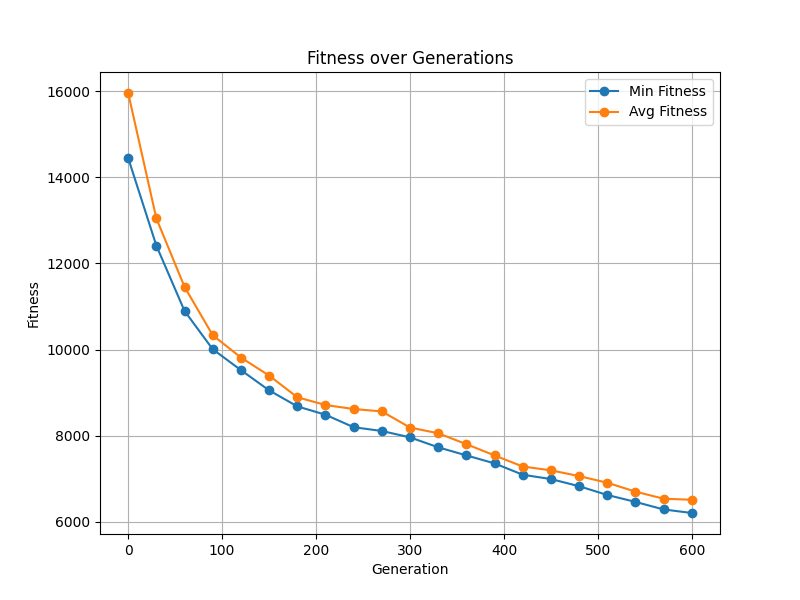 Fitness over Generations
Min Fitness
Avg Fitness
16000
14000
12000
10000
8000
6000
Fitness
0 100 200 300 400 500 600
Generation